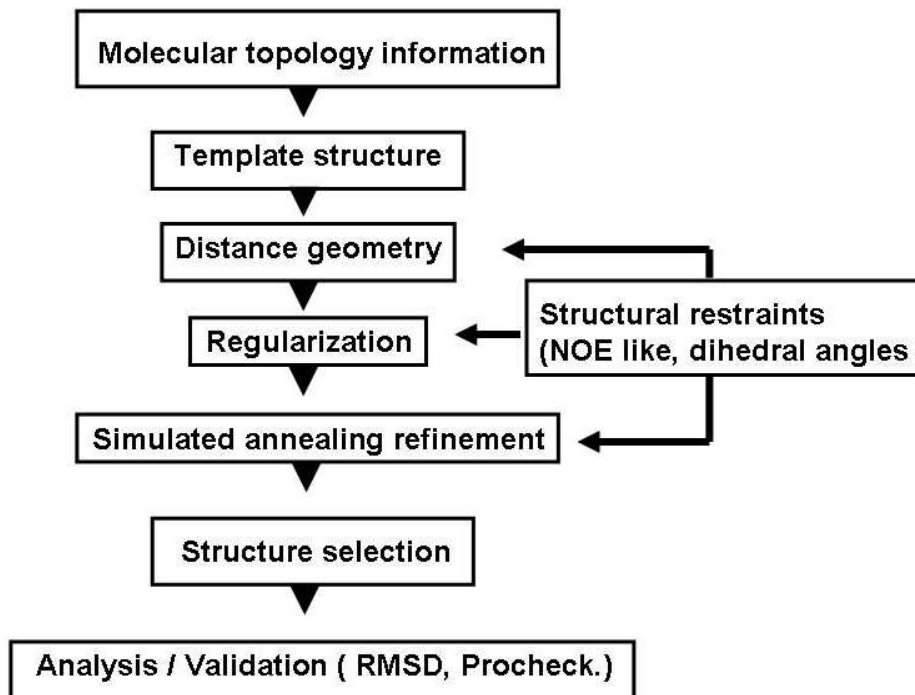 Molecular topology information
Template structure
Distance geometry
Regularization
Structural restraints
(NOE like, dihedral angles
Simulated annealing refinement
Structure selection
Analysis / Validation ( RMSD, Procheck.)